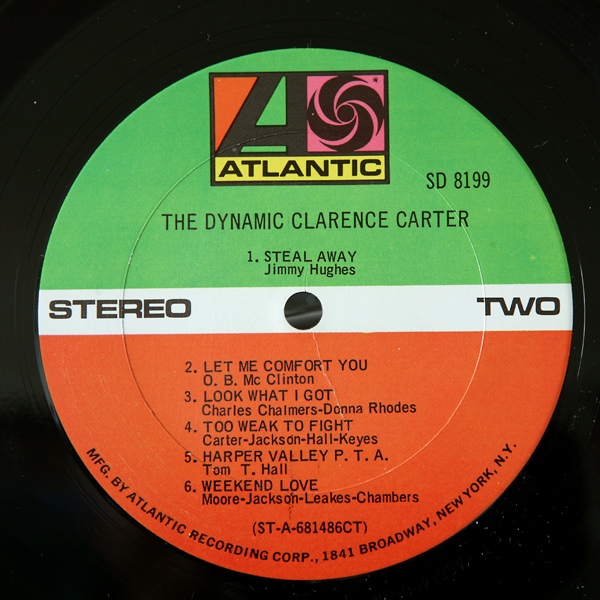 ATLANTIC
SD 8199
THE DYNAMIC CLARENCE CARTER
1. STEAL AWAY
Jimmy Hughes
STEREO TWO
2. LET ME COMFORT YOU
O. B. Mc Clinton
3. LOOK WHAT I GOT
Charles Chalmers-Donna Rhodes
4. TOO WEAK TO FIGHT
Carter-Jackson-Hall-Keyes
5. HARPER VALLEY P. T. A.
Tom T. Hall
6. WEEKEND LOVE
Moore-Jackson-Leakes-Chambers
(ST-A-681486CT)
MFG. BY ATLANTIC RECORDING CORP., 1841 BROADWAY, NEW YORK, N.Y.